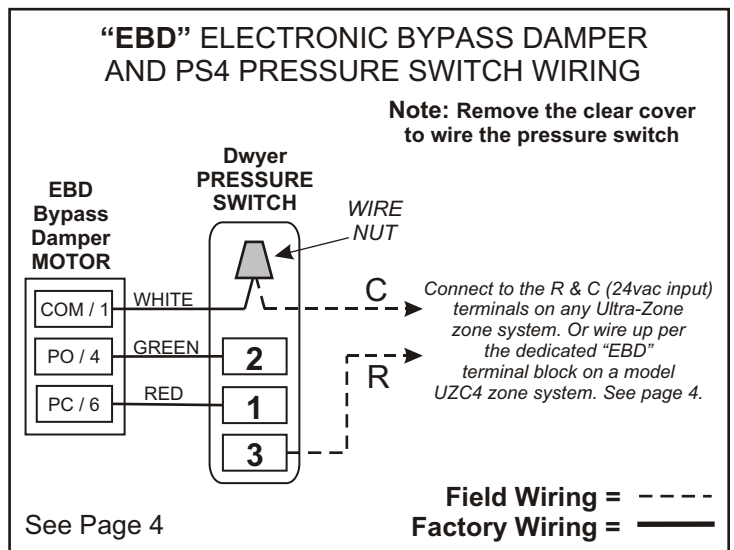 “EBD” ELECTRONIC BYPASS DAMPER
AND PS4 PRESSURE SWITCH WIRING
Note: Remove the clear cover
to wire the pressure switch
Dwyer
PRESSURE
SWITCH
EBD
Bypass
Damper
MOTOR
WIRE
NUT
COM / 1
WHITE
C
PO / 4
GREEN
2
PC / 6
RED
1
R
3
Connect to the R & C (24vac input)
terminals on any Ultra-Zone
zone system. Or wire up per
the dedicated “EBD”
terminal block on a model
UZC4 zone system. See page 4.
See Page 4
Field Wiring =
Factory Wiring =